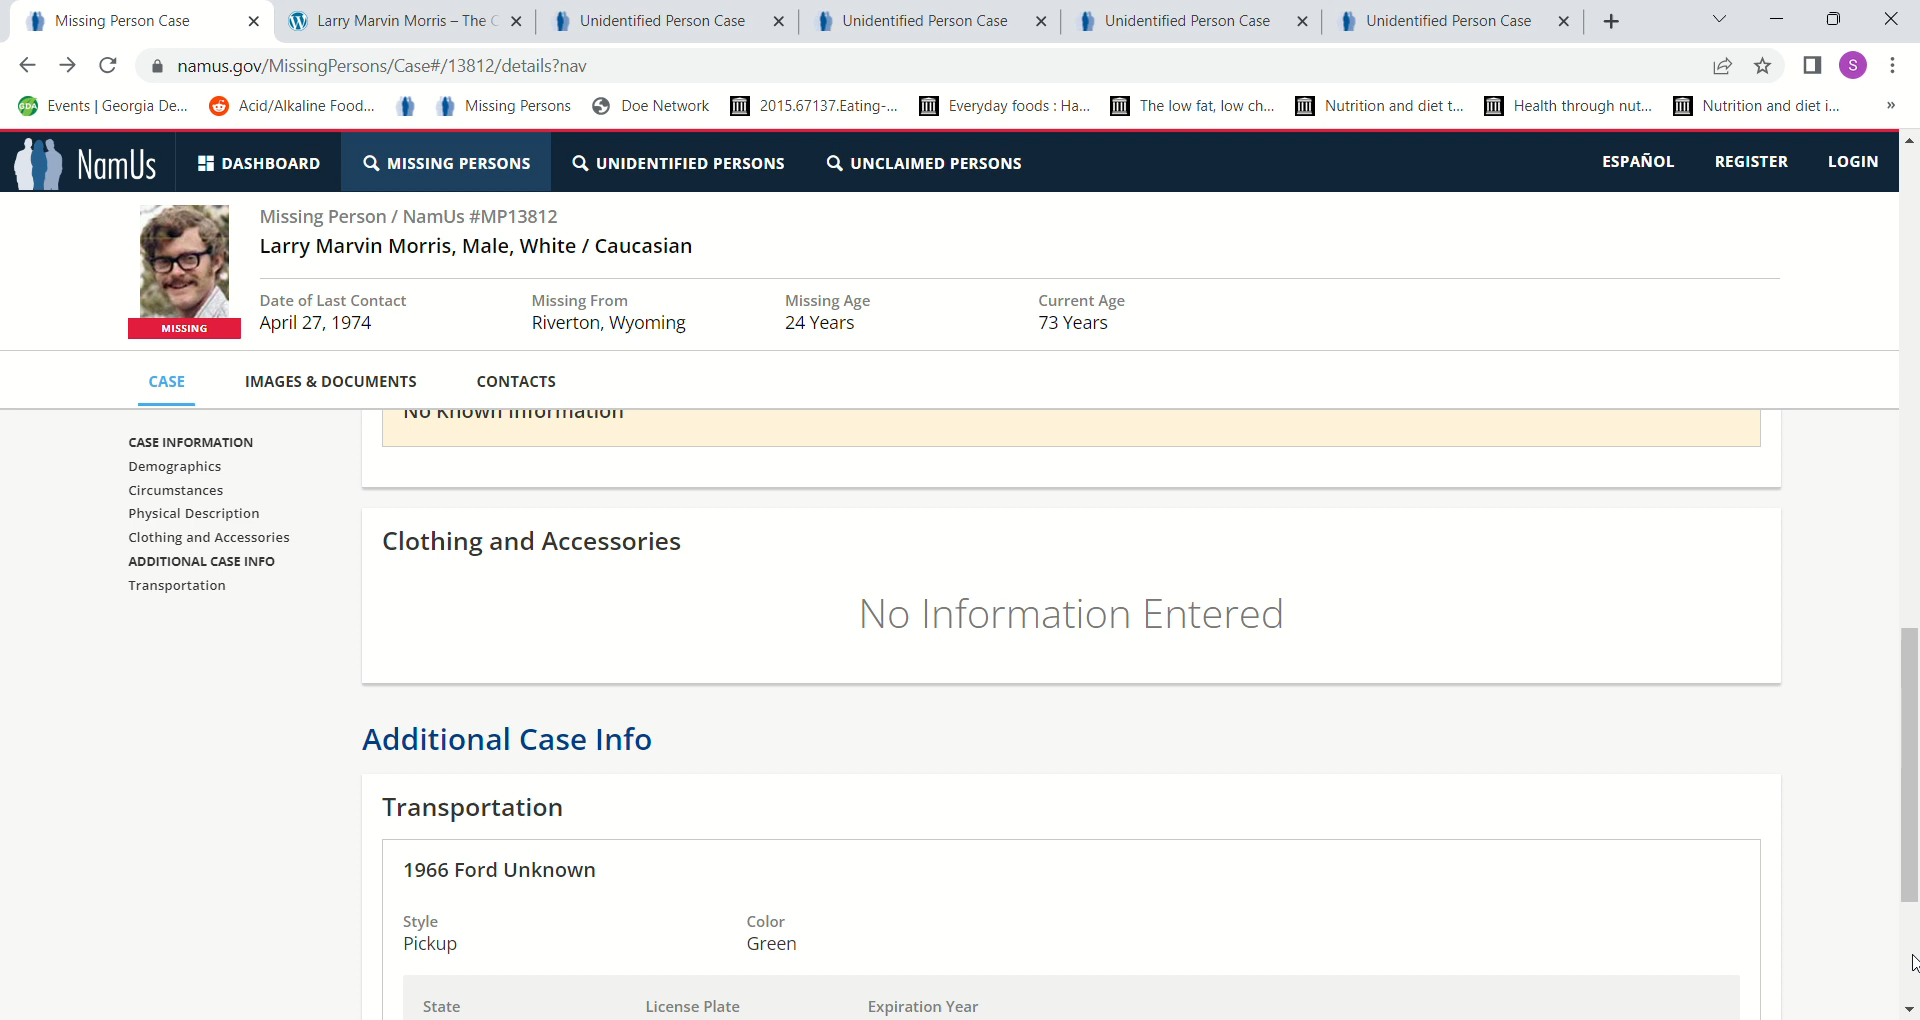 Missing Person Case
Larry Marvin Morris – The C
Unidentified Person Case
Unidentified Person Case
Unidentified Person Case
Unidentified Person Case
namus.gov/MissingPersons/Case#/13812/details?nav
S
GDA
Events | Georgia De...
Acid/Alkaline Food...
Missing Persons
Doe Network
2015.67137.Eating-...
Everyday foods : Ha...
The low fat, low ch...
Nutrition and diet t...
Health through nut...
Nutrition and diet i...
»
NamUs
DASHBOARD
MISSING PERSONS
UNIDENTIFIED PERSONS
UNCLAIMED PERSONS
ESPAÑOL
REGISTER
LOGIN
Missing Person / NamUs #MP13812
Larry Marvin Morris, Male, White / Caucasian
MISSING
Date of Last Contact
April 27, 1974
Missing From
Riverton, Wyoming
Missing Age
24 Years
Current Age
73 Years
CASE
IMAGES & DOCUMENTS
CONTACTS
CASE INFORMATION
Demographics
Circumstances
Physical Description
Clothing and Accessories
ADDITIONAL CASE INFO
Transportation
No Known Information
Clothing and Accessories
No Information Entered
Additional Case Info
Transportation
1966 Ford Unknown
Style
Pickup
Color
Green
State
License Plate
Expiration Year